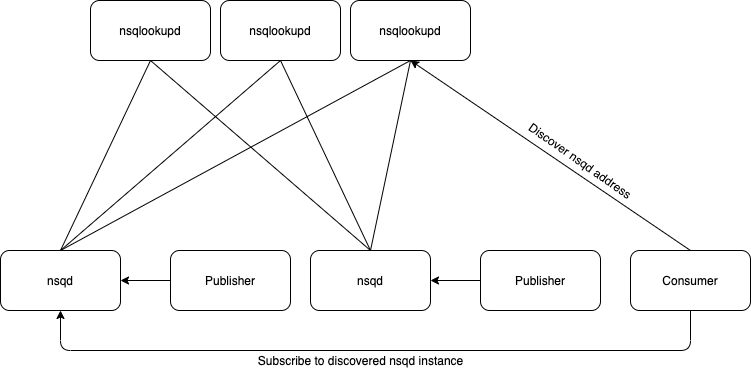 nsqlookupd
nsqlookupd
nsqlookupd
Discover nsqd address
nsqd
Publisher
nsqd
Publisher
Consumer
Subscribe to discovered nsqd instance